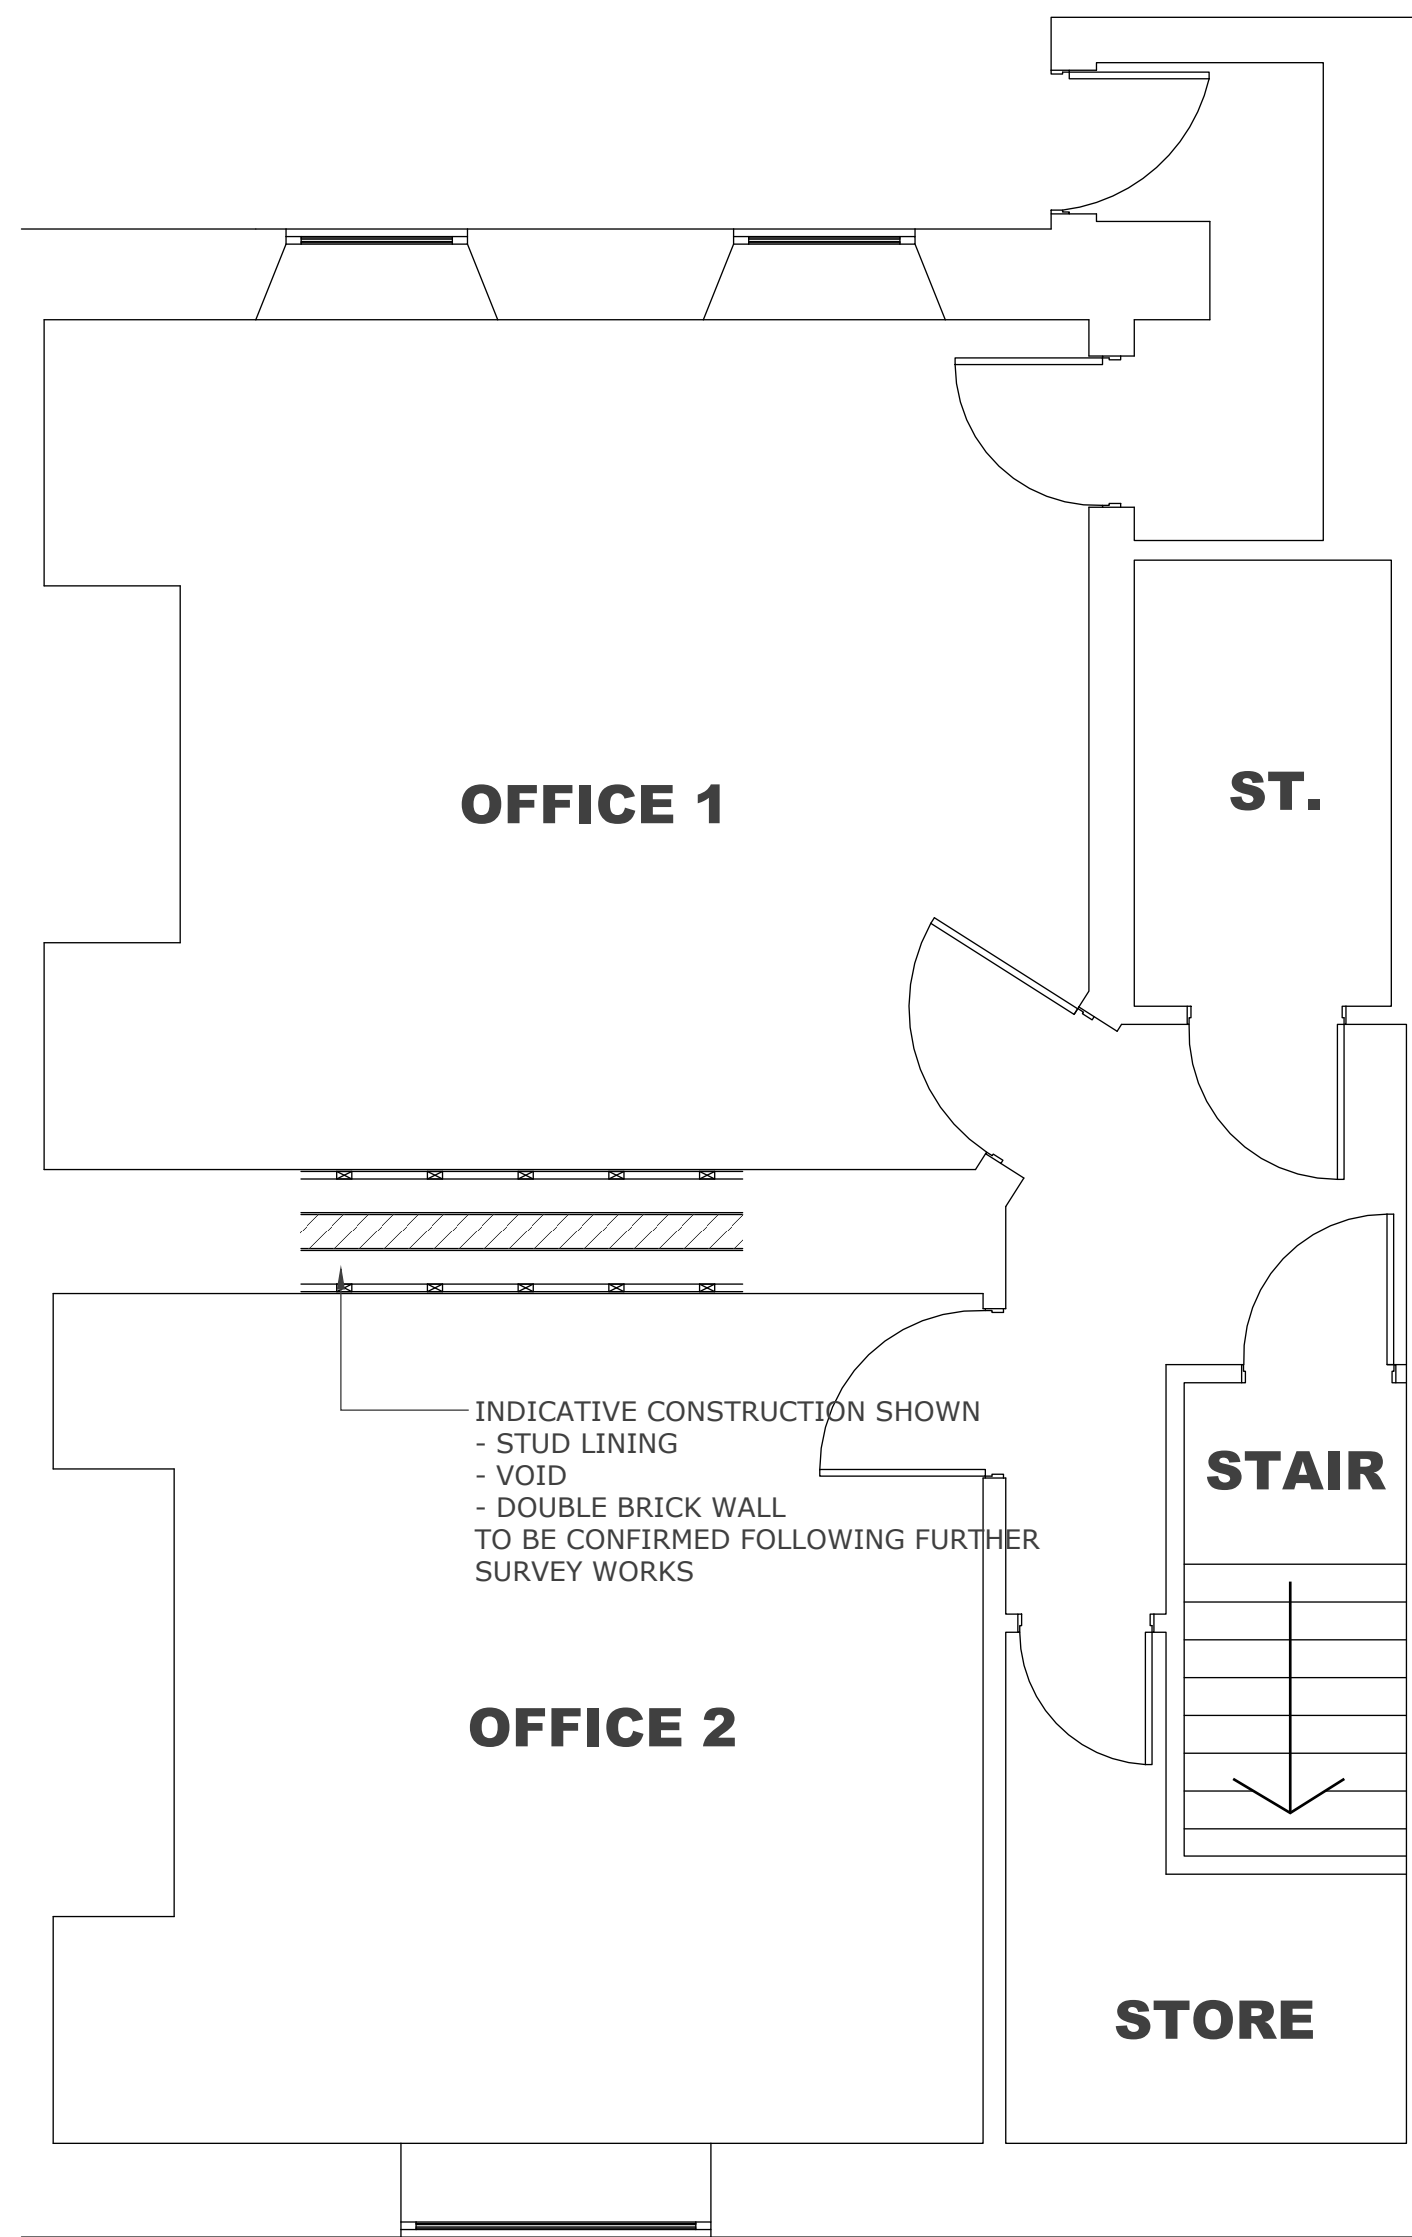 OFFICE 1
ST.
INDICATIVE CONSTRUCTION SHOWN
- STUD LINING
- VOID
- DOUBLE BRICK WALL
TO BE CONFIRMED FOLLOWING FURTHER
SURVEY WORKS
STAIR
OFFICE 2
STORE